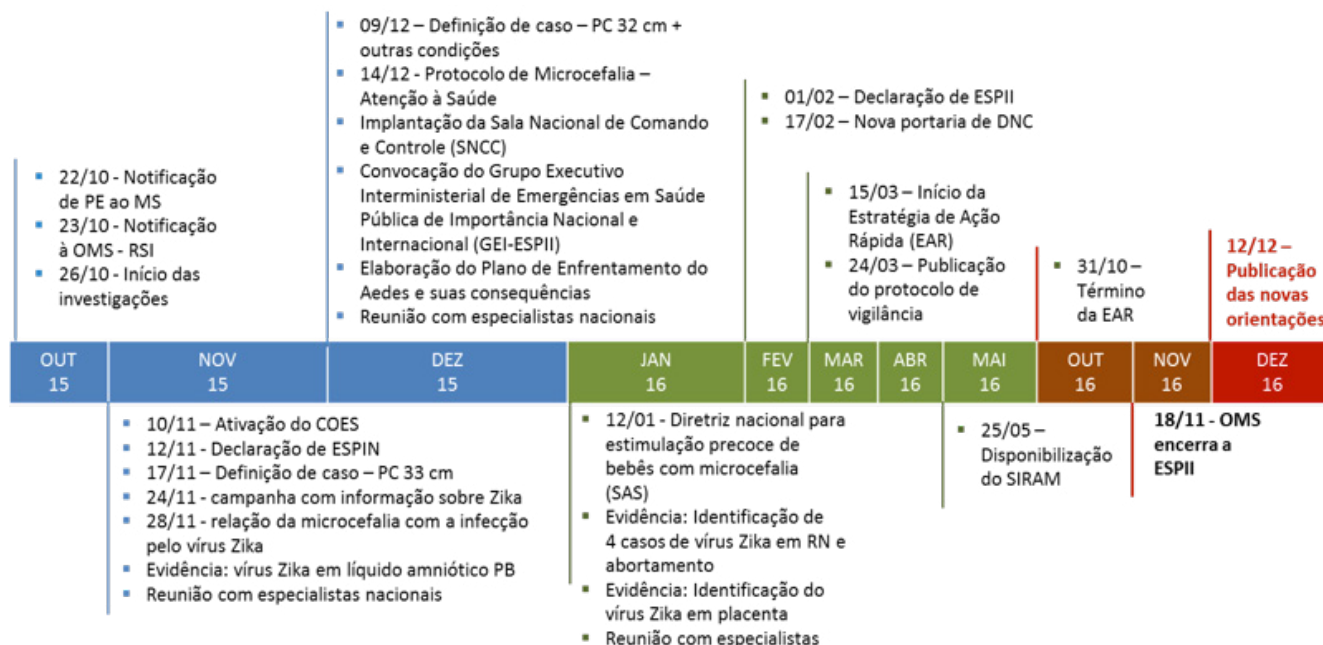 09/12 – Definição de caso – PC 32 cm +
outras condições
14/12 - Protocolo de Microcefalia –
Atenção à Saúde
Implantação da Sala Nacional de Comando
e Controle (SNCC)
Convocação do Grupo Executivo
Interministerial de Emergências em Saúde
Pública de Importância Nacional e
Internacional (GEI-ESPII)
Elaboração do Plano de Enfrentamento do
Aedes e suas consequências
Reunião com especialistas nacionais
22/10 - Notificação
de PE ao MS
23/10 - Notificação
à OMS - RSI
26/10 - Início das
investigações
01/02 – Declaração de ESPII
17/02 – Nova portaria de DNC
15/03 – Início da
Estratégia de Ação
Rápida (EAR)
24/03 – Publicação
do protocolo de
vigilância
31/10 –
Término
da EAR
12/12 –
Publicação
das novas
orientações
OUT
15
NOV
15
DEZ
15
JAN
16
FEV
16
MAR
16
ABR
16
MAI
16
OUT
16
NOV
16
DEZ
16
10/11 – Ativação do COES
12/11 - Declaração de ESPIN
17/11 – Definição de caso – PC 33 cm
24/11 - campanha com informação sobre Zika
28/11 - relação da microcefalia com a infecção
pelo vírus Zika
Evidência: vírus Zika em líquido amniótico PB
Reunião com especialistas nacionais
12/01 - Diretriz nacional para
estimulação precoce de
bebês com microcefalia
(SAS)
Evidência: Identificação de
4 casos de vírus Zika em RN e
abortamento
Evidência: Identificação do
vírus Zika em placenta
Reunião com especialistas
25/05 –
Disponibilização
do SIRAM
18/11 - OMS
encerra a
ESPII